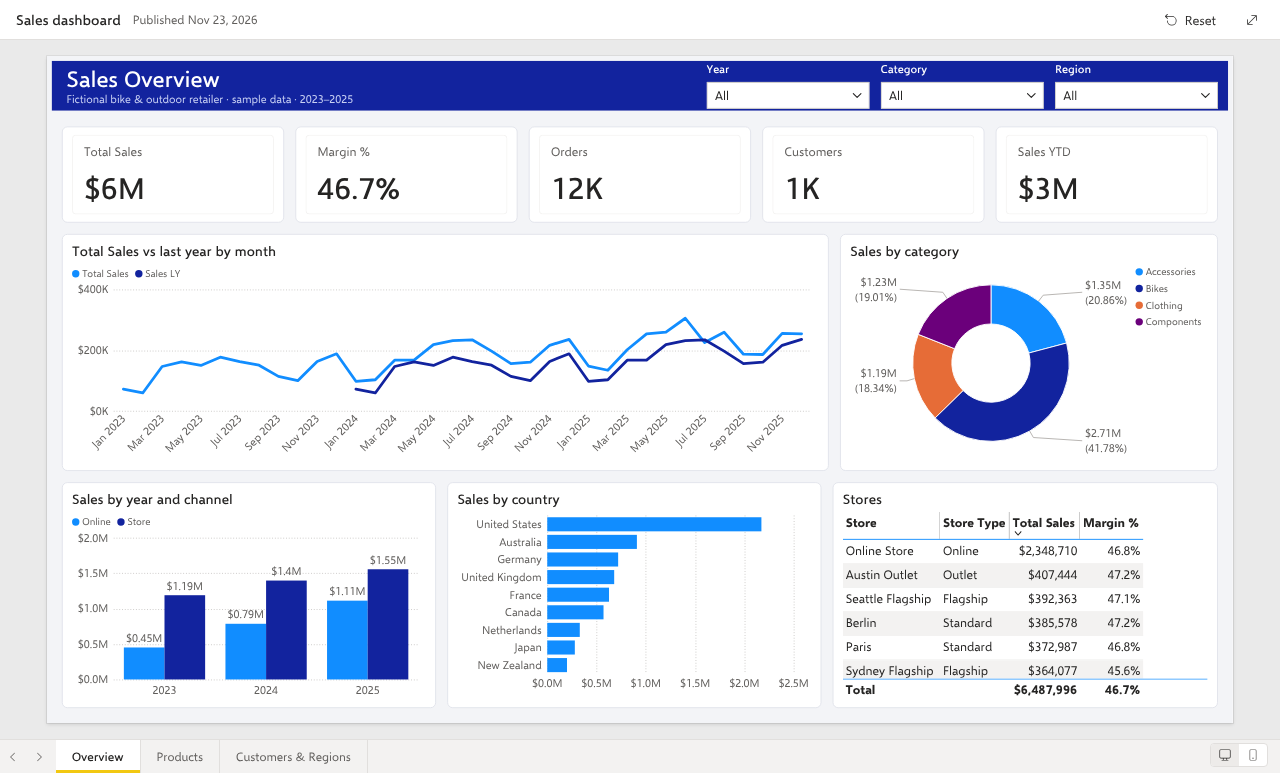 Sales dashboard Published Nov 23, 2026 Reset
Sales Overview
Fictional bike & outdoor retailer · sample data · 2023–2025
Year Category Region
All All All
Total Sales Margin % Orders Customers Sales YTD
$6M 46.7% 12K 1K $3M
Total Sales vs last year by month
Total Sales Sales LY
$400K
$200K
$0K
Jan 2023 Mar 2023 May 2023 Jul 2023 Sep 2023 Nov 2023 Jan 2024 Mar 2024 May 2024 Jul 2024 Sep 2024 Nov 2024 Jan 2025 Mar 2025 May 2025 Jul 2025 Sep 2025 Nov 2025
Sales by category
Accessories
Bikes
Clothing
Components
$1.23M
(19.01%)
$1.35M
(20.86%)
$1.19M
(18.34%)
$2.71M
(41.78%)
Sales by year and channel
Online Store
$2.0M
$1.5M
$1.0M
$0.5M
$0.0M
$0.45M $1.19M $0.79M $1.4M $1.11M $1.55M
2023 2024 2025
Sales by country
United States
Australia
Germany
United Kingdom
France
Canada
Netherlands
Japan
New Zealand
$0.0M $0.5M $1.0M $1.5M $2.0M $2.5M
Stores
Store Store Type Total Sales Margin %
Online Store Online $2,348,710 46.8%
Austin Outlet Outlet $407,444 47.2%
Seattle Flagship Flagship $392,363 47.1%
Berlin Standard $385,578 47.2%
Paris Standard $372,987 46.8%
Sydney Flagship Flagship $364,077 45.6%
Total $6,487,996 46.7%
Overview Products Customers & Regions